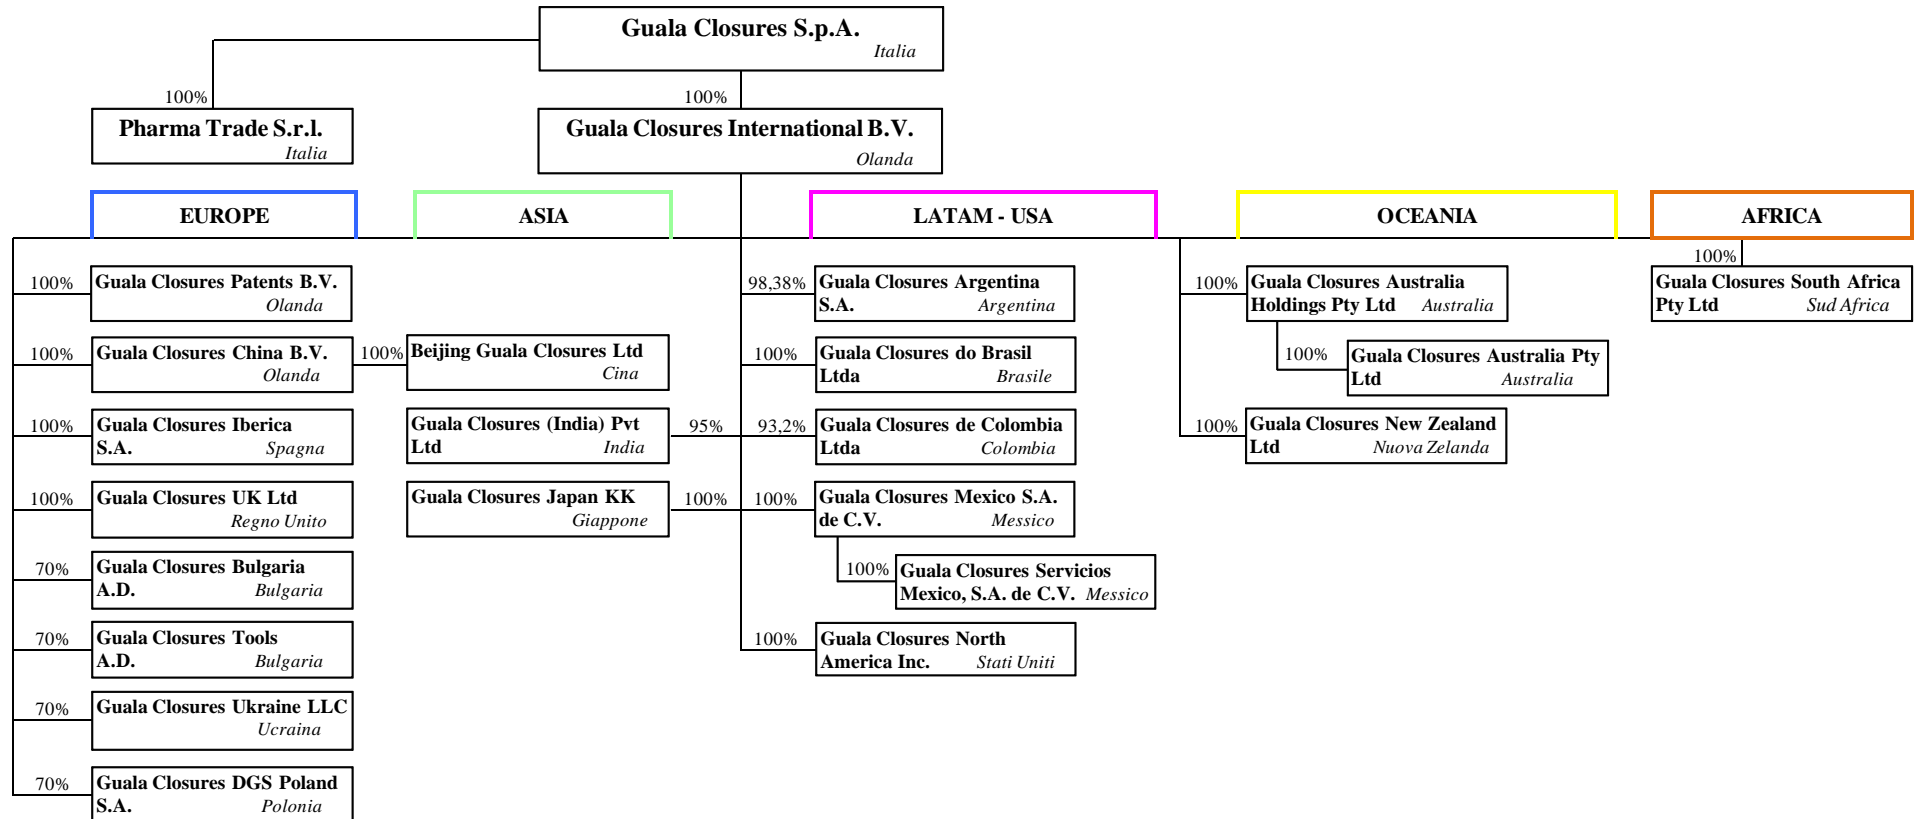 Guala Closures S.p.A.
Italia
100%
Pharma Trade S.r.l.
Italia
100%
Guala Closures International B.V.
Olanda
EUROPE
ASIA
LATAM - USA
OCEANIA
AFRICA
100%
Guala Closures Patents B.V.
Olanda
100%
Guala Closures China B.V.
Olanda
100%
Guala Closures Iberica
S.A. Spagna
100%
Guala Closures UK Ltd
Regno Unito
70%
Guala Closures Bulgaria
A.D. Bulgaria
70%
Guala Closures Tools
A.D. Bulgaria
70%
Guala Closures Ukraine LLC
Ucraina
70%
Guala Closures DGS Poland
S.A. Polonia
100%
Beijing Guala Closures Ltd
Cina
Guala Closures (India) Pvt
Ltd India
95%
Guala Closures Japan KK
Giappone
100%
98,38%
Guala Closures Argentina
S.A. Argentina
100%
Guala Closures do Brasil
Ltda Brasile
93,2%
Guala Closures de Colombia
Ltda Colombia
100%
Guala Closures Mexico S.A.
de C.V. Messico
100%
Guala Closures Servicios
Mexico, S.A. de C.V. Messico
100%
Guala Closures North
America Inc. Stati Uniti
100%
Guala Closures Australia
Holdings Pty Ltd Australia
100%
Guala Closures Australia Pty
Ltd Australia
100%
Guala Closures New Zealand
Ltd Nuova Zelanda
100%
Guala Closures South Africa
Pty Ltd Sud Africa